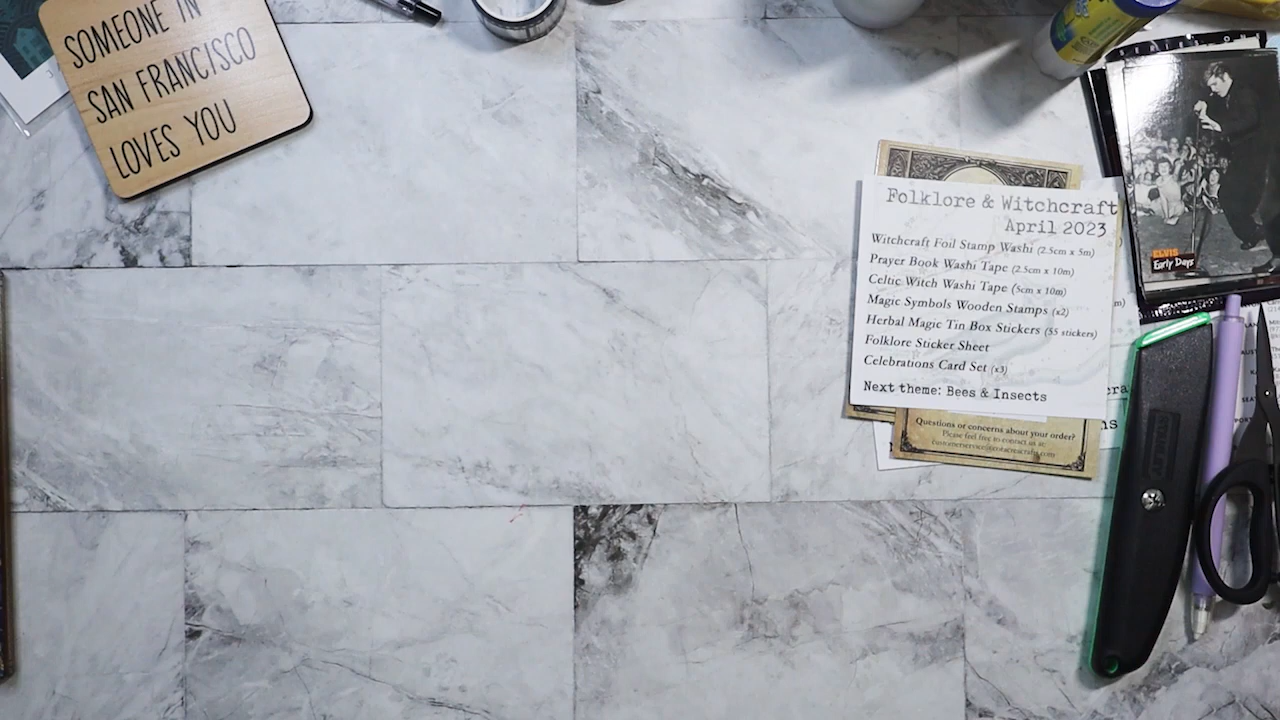 SOMEONE IN
SAN FRANCISCO
LOVES YOU
SERIES ONE
ELVIS
Early Days
Folklore & Witchcraft
April 2023
Witchcraft Foil Stamp Washi (2.5cm x 5m)
Prayer Book Washi Tape (2.5cm x 10m)
Celtic Witch Washi Tape (5cm x 10m)
Magic Symbols Wooden Stamps (x2)
Herbal Magic Tin Box Stickers (55 stickers)
Folklore Sticker Sheet
Celebrations Card Set (x3)
Next theme: Bees & Insects
Questions or concerns about your order?
Please feel free to contact us at:
STANLEY